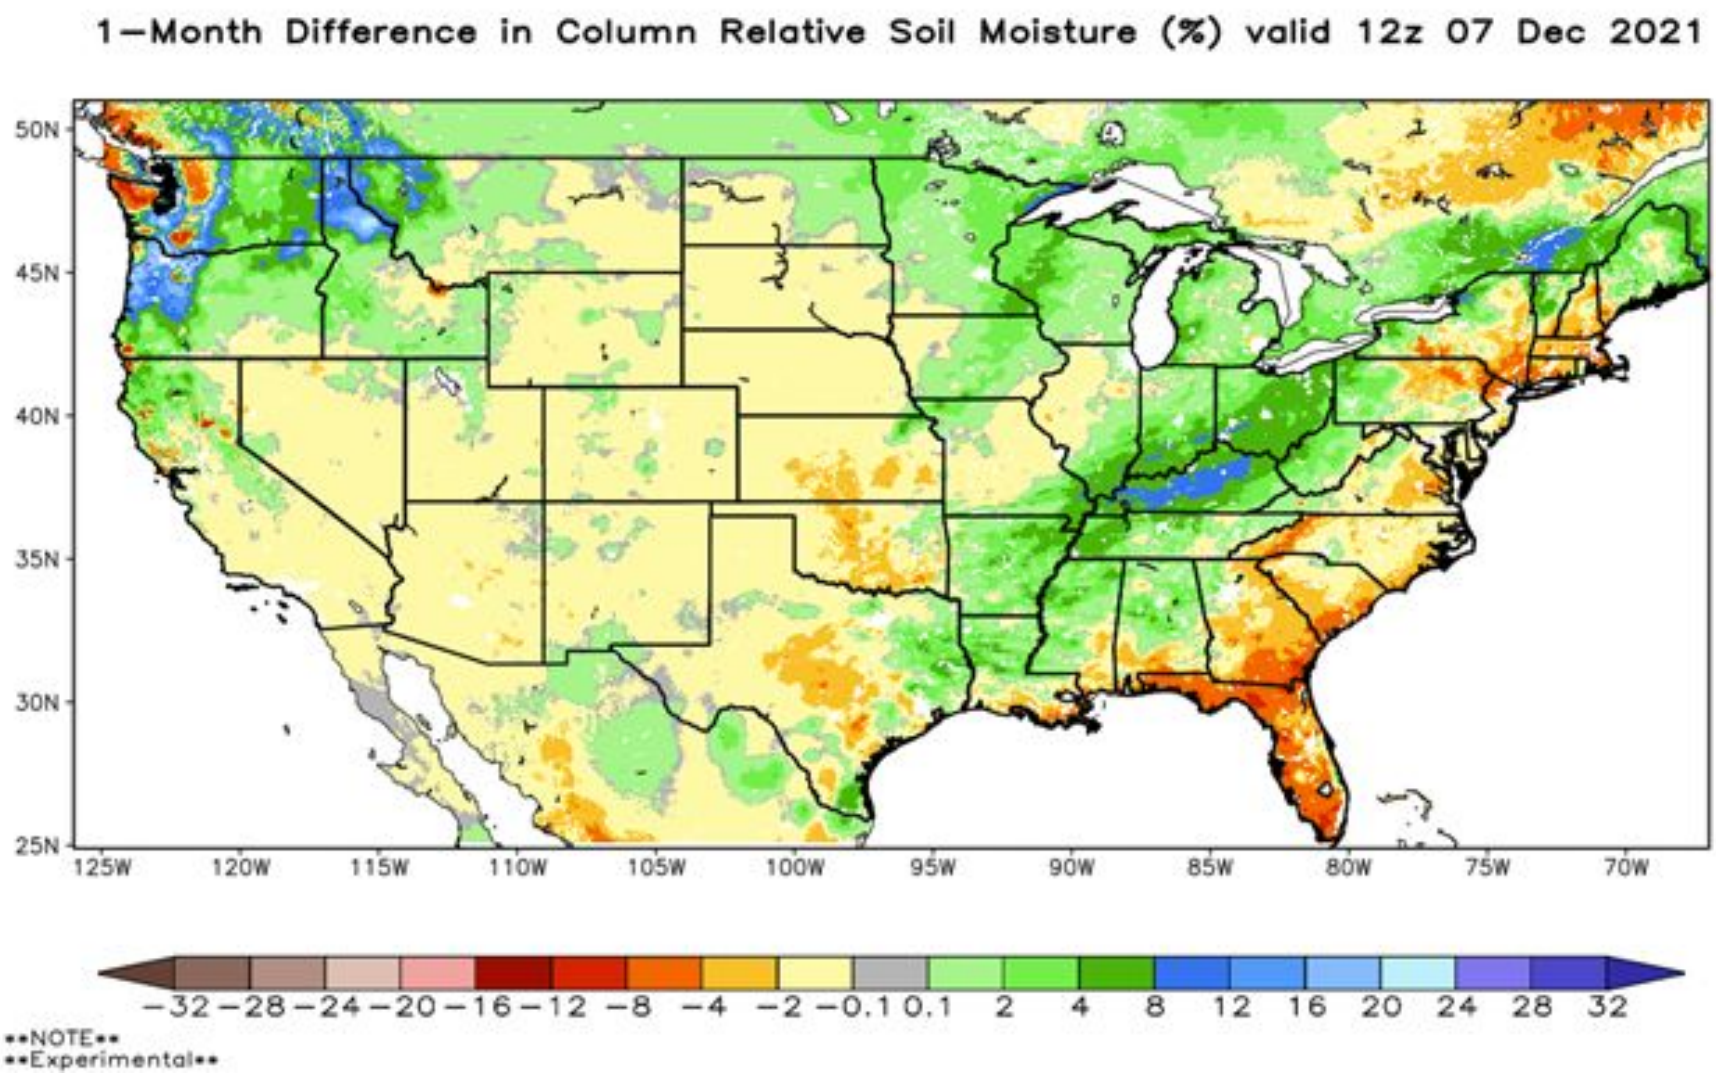 1-Month Difference in Column Relative Soil Moisture (%) valid 12z 07 Dec 2021
50N
45N
40N
35N
30N
25N
125W 120W 115W 110W 105W 100W 95W 90W 85W 80W 75W 70W
-32 -28 -24 -20 -16 -12 -8 -4 -2 -0.1 0.1 2 4 8 12 16 20 24 28 32
**NOTE**
**Experimental**